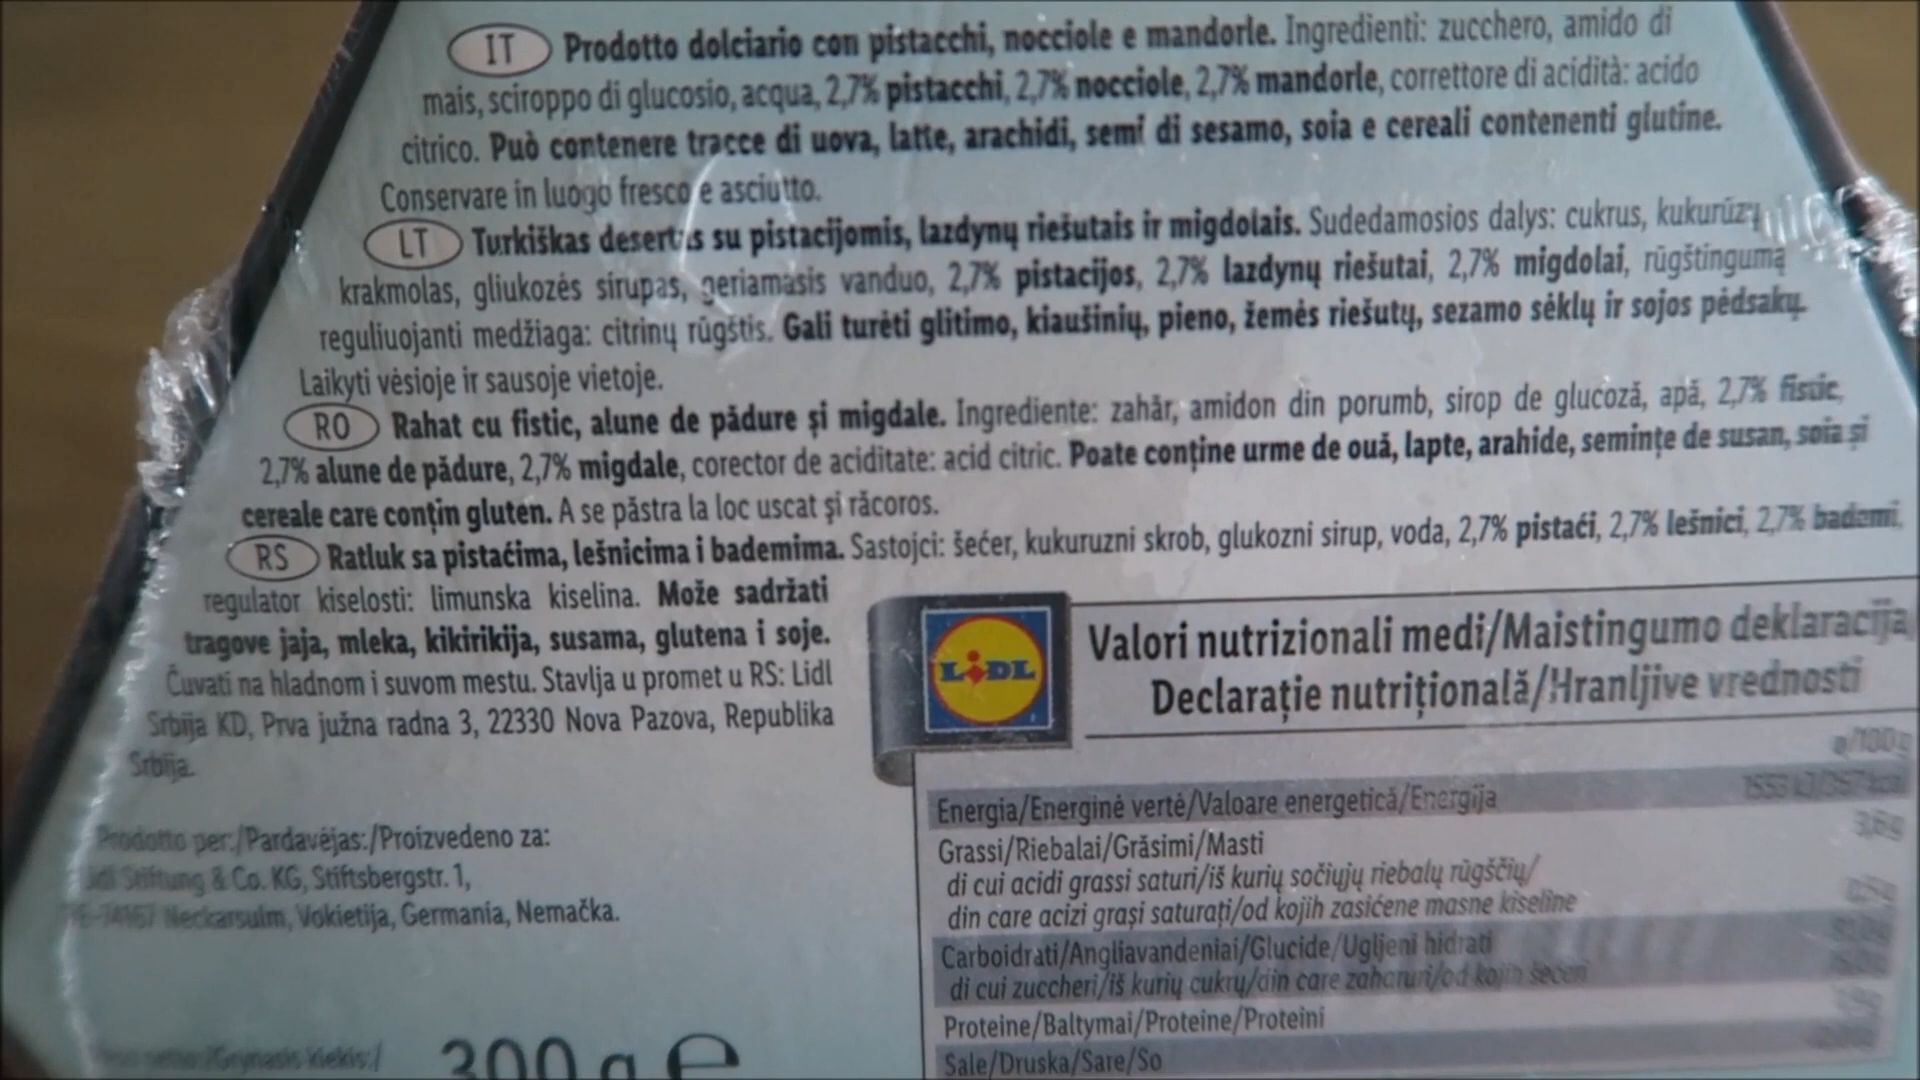 IT Prodotto dolciario con pistacchi, nocciole e mandorle. Ingredienti: zucchero, amido di
mais, sciroppo di glucosio, acqua, 2,7% pistacchi, 2,7% nocciole, 2,7% mandorle, correttore di acidità: acido
citrico. Può contenere tracce di uova, latte, arachidi, semi di sesamo, soia e cereali contenenti glutine.
Conservare in luogo fresco e asciutto.
LT Turkiškas desertas su pistacijomis, lazdynų riešutais ir migdolais. Sudedamosios dalys: cukrus, kukurūzų
krakmolas, gliukozės sirupas, geriamasis vanduo, 2,7% pistacijos, 2,7% lazdynų riešutai, 2,7% migdolai, rūgštingumą
reguliuojanti medžiaga: citrinų rūgštis. Gali turėti glitimo, kiaušinių, pieno, žemės riešutų, sezamo sėklų ir sojos pėdsakų.
Laikyti vėsioje ir sausoje vietoje.
RO Rahat cu fistic, alune de pădure și migdale. Ingrediente: zahăr, amidon din porumb, sirop de glucoză, apă, 2,7% fistic,
2,7% alune de pădure, 2,7% migdale, corector de aciditate: acid citric. Poate conține urme de ouă, lapte, arahide, semințe de susan, soia și
cereale care conțin gluten. A se păstra la loc uscat și răcoros.
RS Ratluk sa pistaćima, lešnicima i bademima. Sastojci: šećer, kukuruzni skrob, glukozni sirup, voda, 2,7% pistaći, 2,7% lešnici, 2,7% bademi,
regulator kiselosti: limunska kiselina. Može sadržati
tragove jaja, mleka, kikirikija, susama, glutena i soje.
Čuvati na hladnom i suvom mestu. Stavlja u promet u RS: Lidl
Srbija KD, Prva južna radna 3, 22330 Nova Pazova, Republika
Srbija.
LIDL
Valori nutrizionali medi/Maistingumo deklaracija
Declarație nutrițională/Hranljive vrednosti
ø/100g
Energia/Energinė vertė/Valoare energetică/Energija
Grassi/Riebalai/Grăsimi/Masti 3,6g
di cui acidi grassi saturi/iš kurių sočiųjų riebalų rūgščių/
din care acizi grași saturați/od kojih zasićene masne kiseline
Carboidrati/Angliavandeniai/Glucide/Ugljeni hidrati
di cui zuccheri/iš kurių cukrų/din care zaharuri/od kojih šećeri
Proteine/Baltymai/Proteine/Proteini
Sale/Druska/Sare/So
Prodotto per:/Pardavėjas:/Proizvedeno za:
Lidl Stiftung & Co. KG, Stiftsbergstr. 1,
DE-74167 Neckarsulm, Vokietija, Germania, Nemačka.
Grynasis kiekis:/ 300 g e